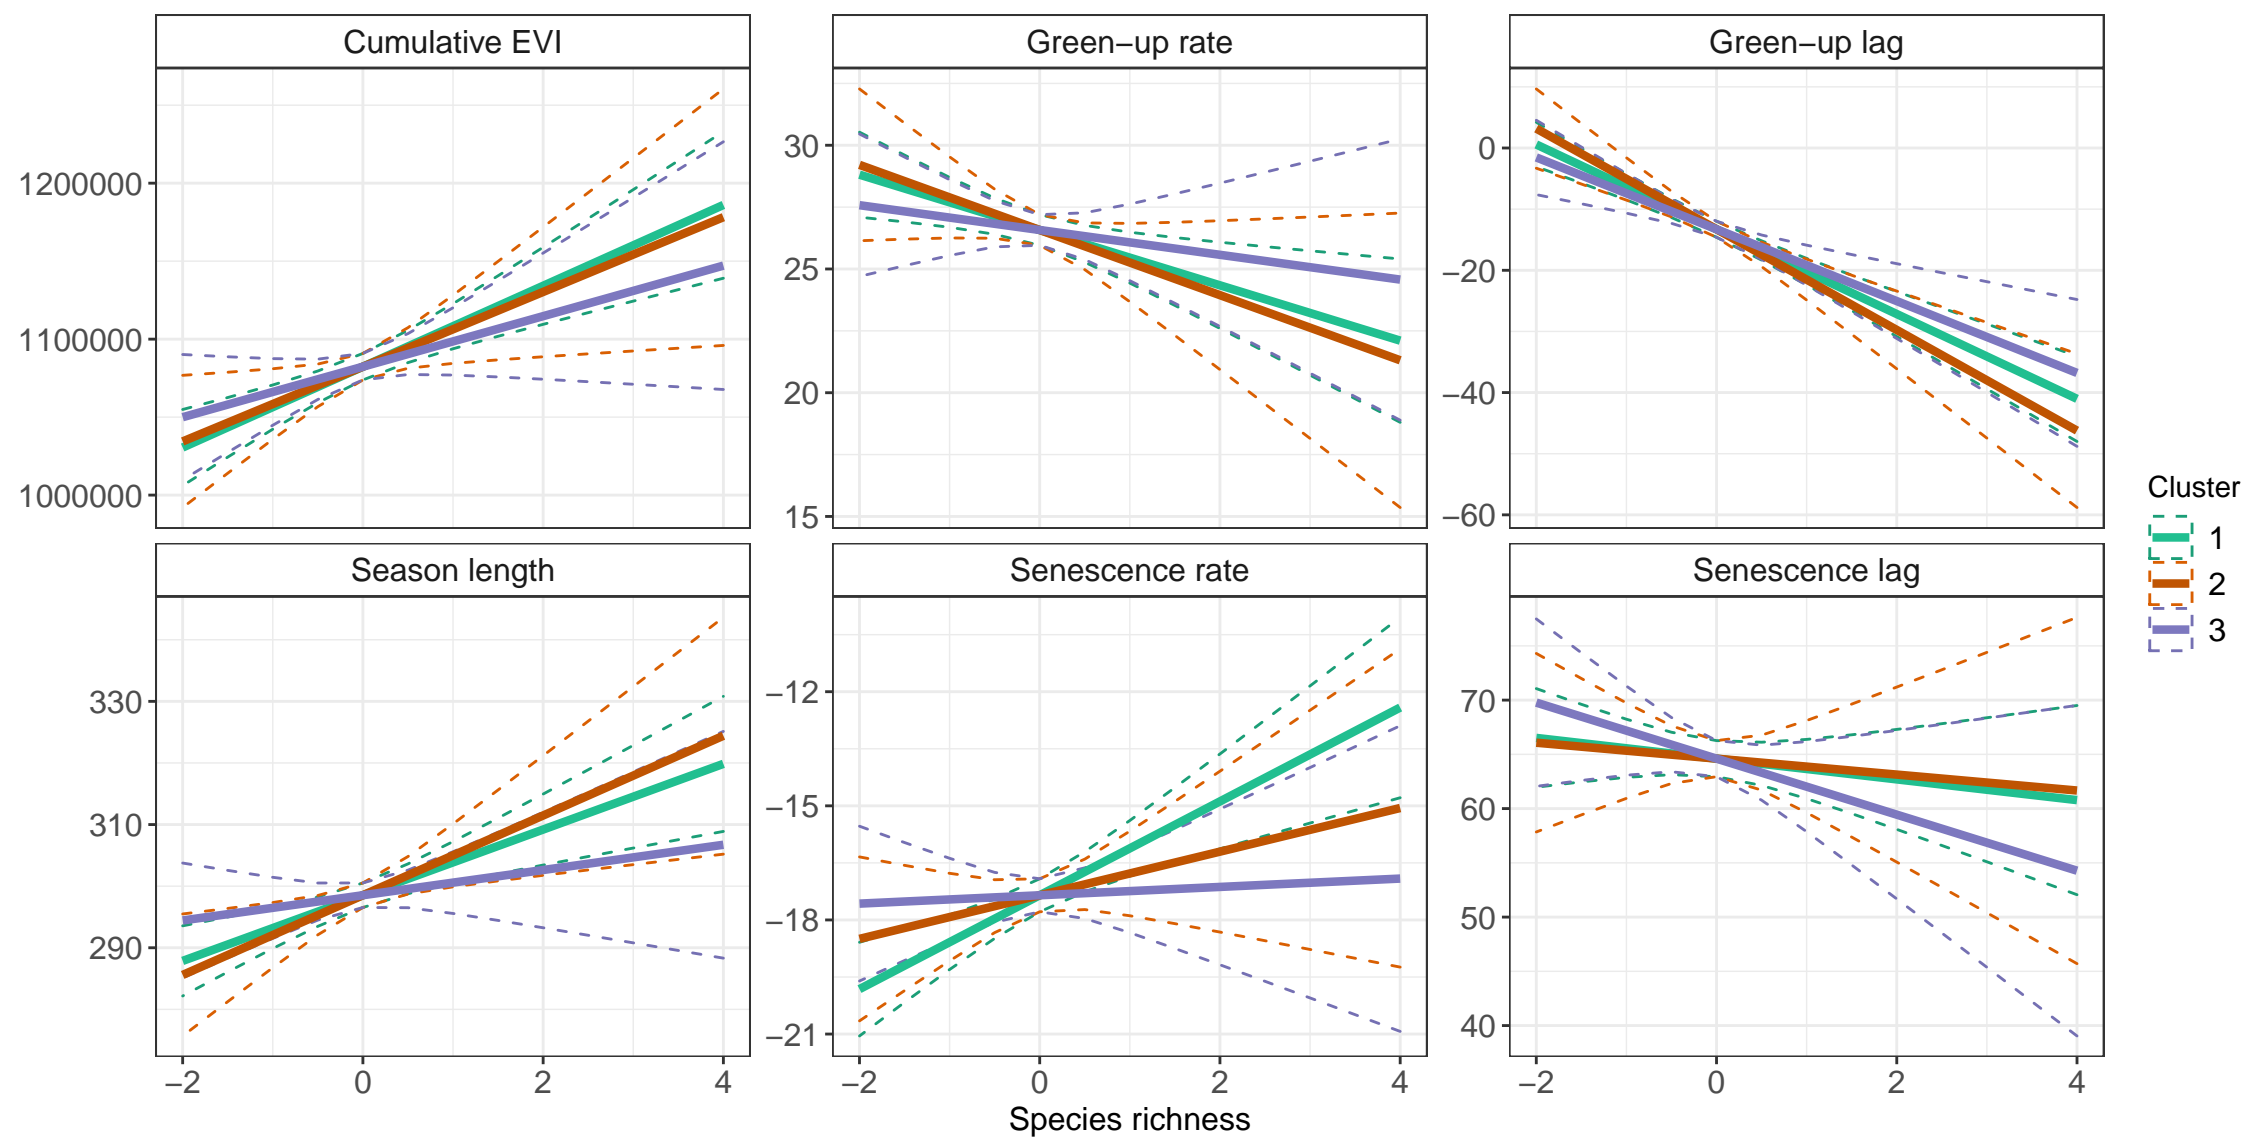 Cumulative EVI
Green−up rate
Green−up lag
1200000
1100000
1000000
30
25
20
15
0
−20
−40
−60
Season length
Senescence rate
Senescence lag
330
310
290
−12
−15
−18
−21
70
60
50
40
−2 0 2 4
−2 0 2 4
−2 0 2 4
Species richness
Cluster
1
2
3